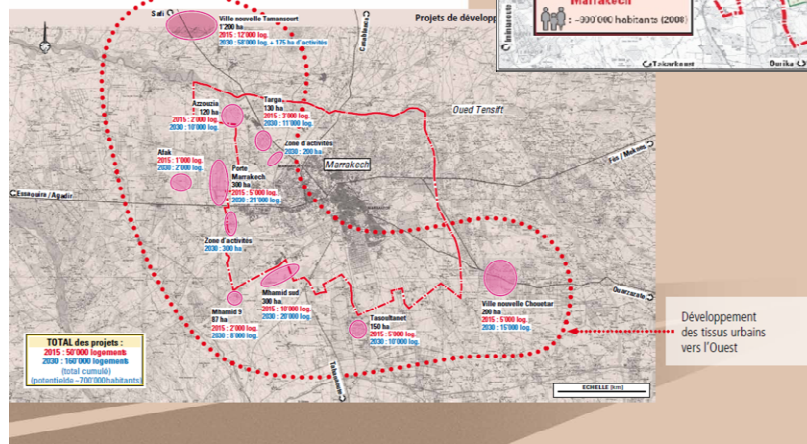 Safi
Ville nouvelle Tamansourt
1'200 ha
2015 : 12'000 log.
2030 : 58'000 log. + 175 ha d'activités
Casablanca
Projets de développ
Marrakech
: ~800'000 habitants (2008)
Takerkoust
Ourika
Azzouzia
120 ha
2015 : 2'000 log.
2030 : 10'000 log.
Targa
130 ha
2015 : 3'000 log.
2030 : 11'000 log.
Oued Tensift
Zone d'activités
2030 : 200 ha
Afak
2015 : 1'000 log.
2030 : 2'000 log.
Porte
Marrakech
300 ha
2015 : 5'000 log.
2030 : 21'000 log.
Marrakech
Fès / Meknès
Essaouira / Agadir
Zone d'activités
2030 : 300 ha
Mhamid sud
300 ha
2015 : 10'000 log.
2030 : 20'000 log.
Mhamid 9
87 ha
2015 : 2'000 log.
2030 : 8'000 log.
Tasoultanet
150 ha
2015 : 5'000 log.
2030 : 10'000 log.
Ville nouvelle Chouetar
200 ha
2015 : 5'000 log.
2030 : 15'000 log.
Ouarzazate
Tahanaout
TOTAL des projets :
2015 : 50'000 logements
2030 : 160'000 logements
(total cumulé)
(potentiel de ~700'000 habitants)
ECHELLE [km]
Développement
des tissus urbains
vers l'Ouest